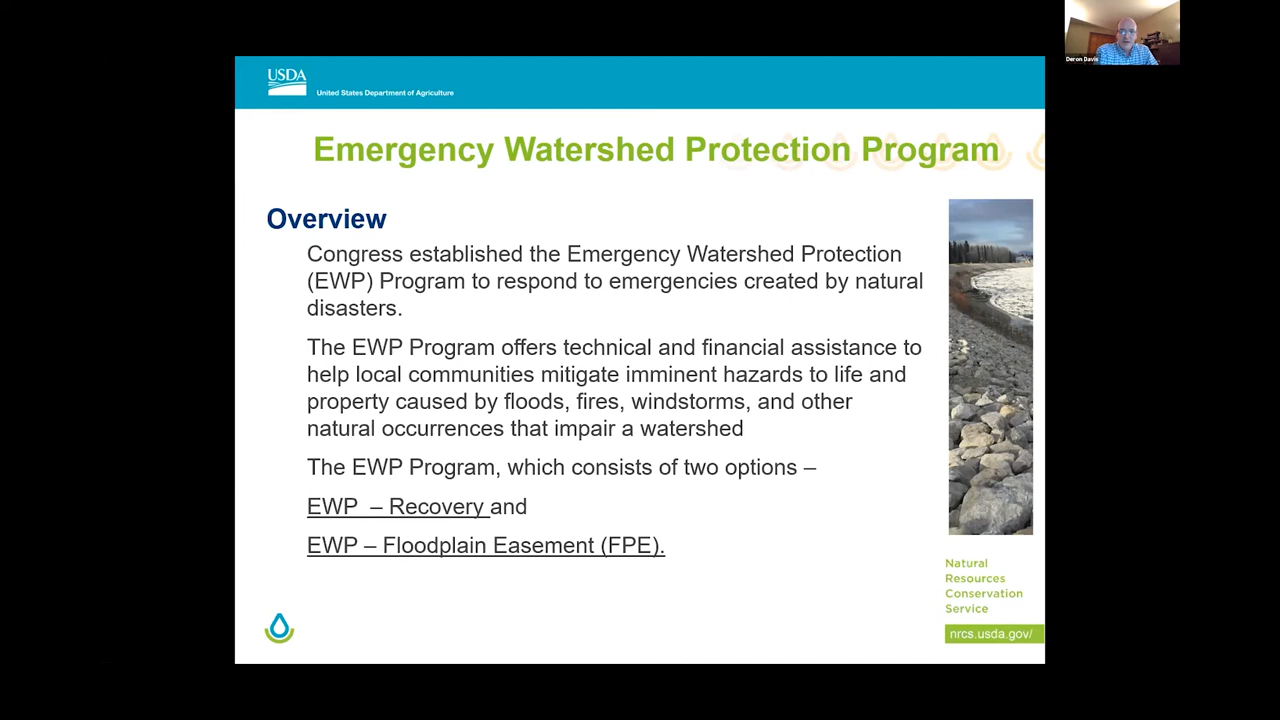 Deron Davis
USDA
United States Department of Agriculture
Emergency Watershed Protection Program
Overview
Congress established the Emergency Watershed Protection
(EWP) Program to respond to emergencies created by natural
disasters.
The EWP Program offers technical and financial assistance to
help local communities mitigate imminent hazards to life and
property caused by floods, fires, windstorms, and other
natural occurrences that impair a watershed
The EWP Program, which consists of two options –
EWP – Recovery and
EWP – Floodplain Easement (FPE).
Natural
Resources
Conservation
Service
nrcs.usda.gov/